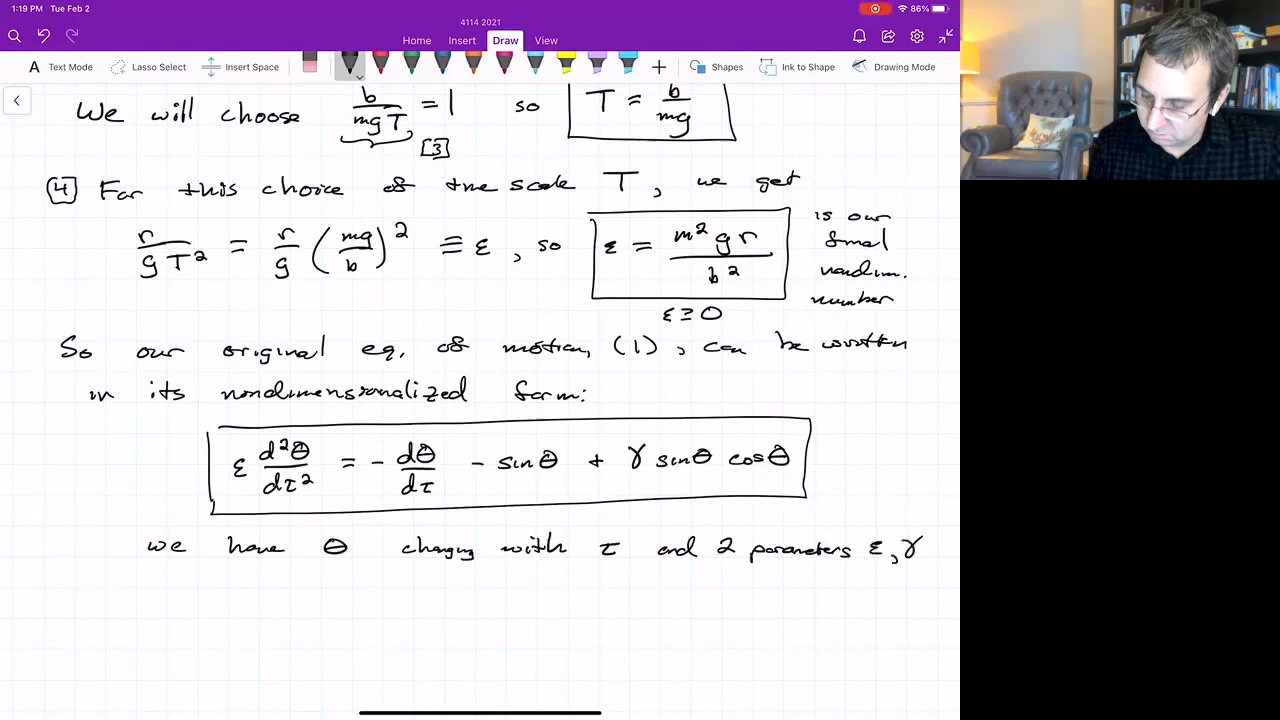 1:19 PM Tue Feb 2
86%
4114 2021
Home Insert Draw View
Text Mode Lasso Select Insert Space Shapes Ink to Shape Drawing Mode
We will choose b/mgT = 1 so T = b/mg
[3]
[4] For this choice of time scale T, we get
r/gT² = r/g (mg/b)² ≡ ε, so ε = m²gr/b²
is our
small
nondim.
number
ε ≥ 0
So our original eq. of motion, (1), can be written
in its nondimensionalized form:
ε d²θ/dτ² = - dθ/dτ - sinθ + γ sinθ cosθ
we have θ changing with τ and 2 parameters ε, γ